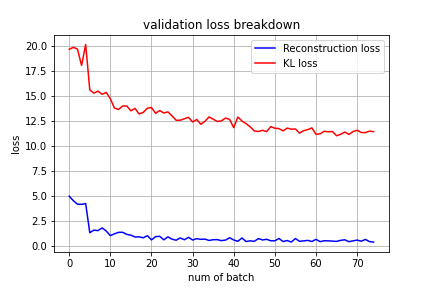 validation loss breakdown
Reconstruction loss
KL loss
loss
20.0
17.5
15.0
12.5
10.0
7.5
5.0
2.5
0.0
0 10 20 30 40 50 60 70
num of batch